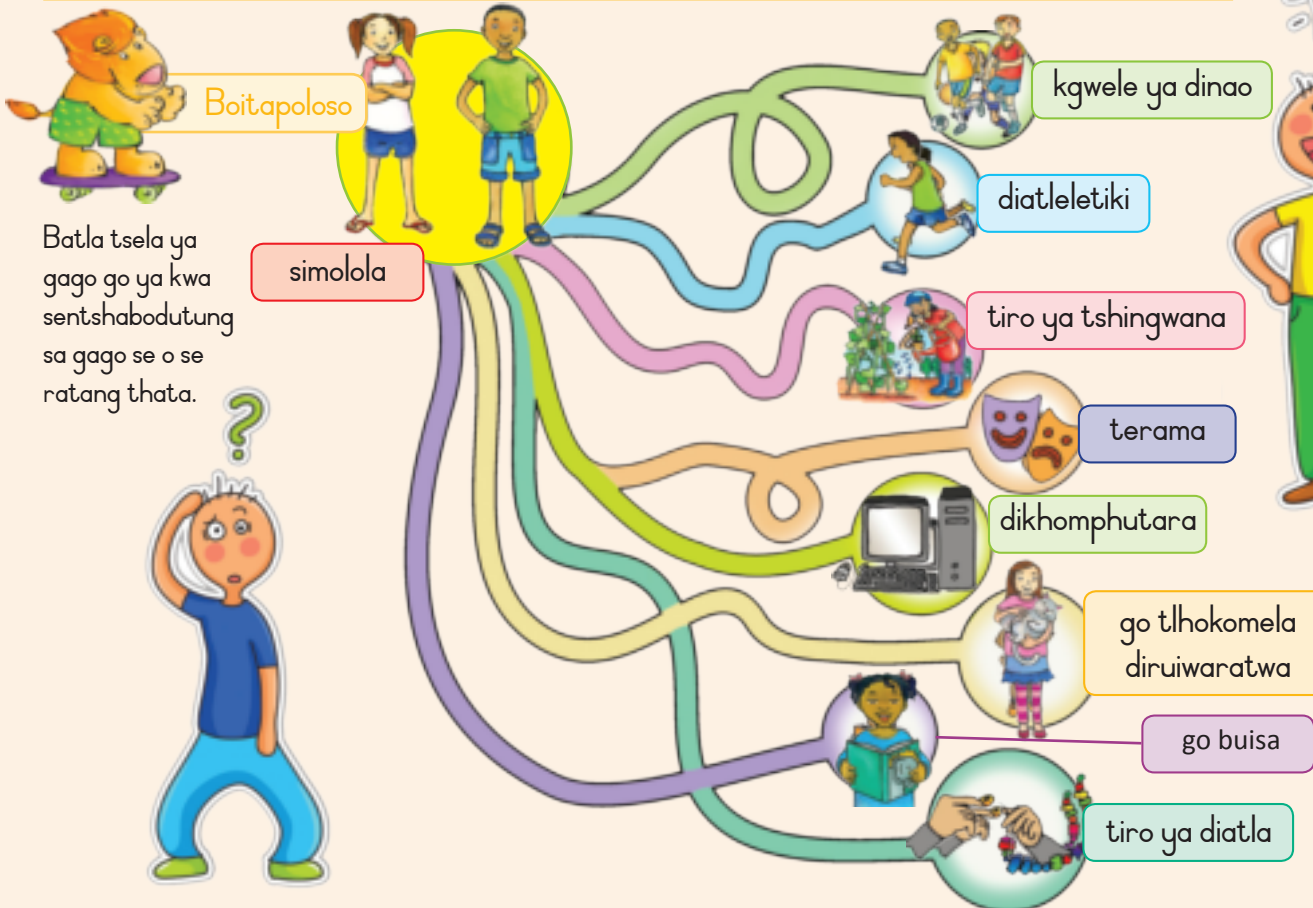 Boitapoloso
Batla tsela ya
gago go ya kwa
sentshabodutung
sa gago se o se
ratang thata.
simolola
?
kgwele ya dinao
diatleletiki
tiro ya tshingwana
terama
dikhomphutara
go tlhokomela
diruiwaratwa
go buisa
tiro ya diatla